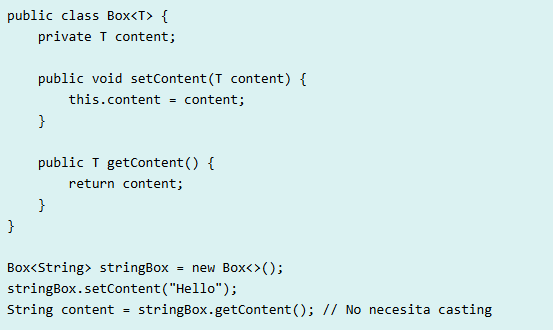 public class Box<T> {
    private T content;

    public void setContent(T content) {
        this.content = content;
    }

    public T getContent() {
        return content;
    }
}

Box<String> stringBox = new Box<>();
stringBox.setContent("Hello");
String content = stringBox.getContent(); // No necesita casting